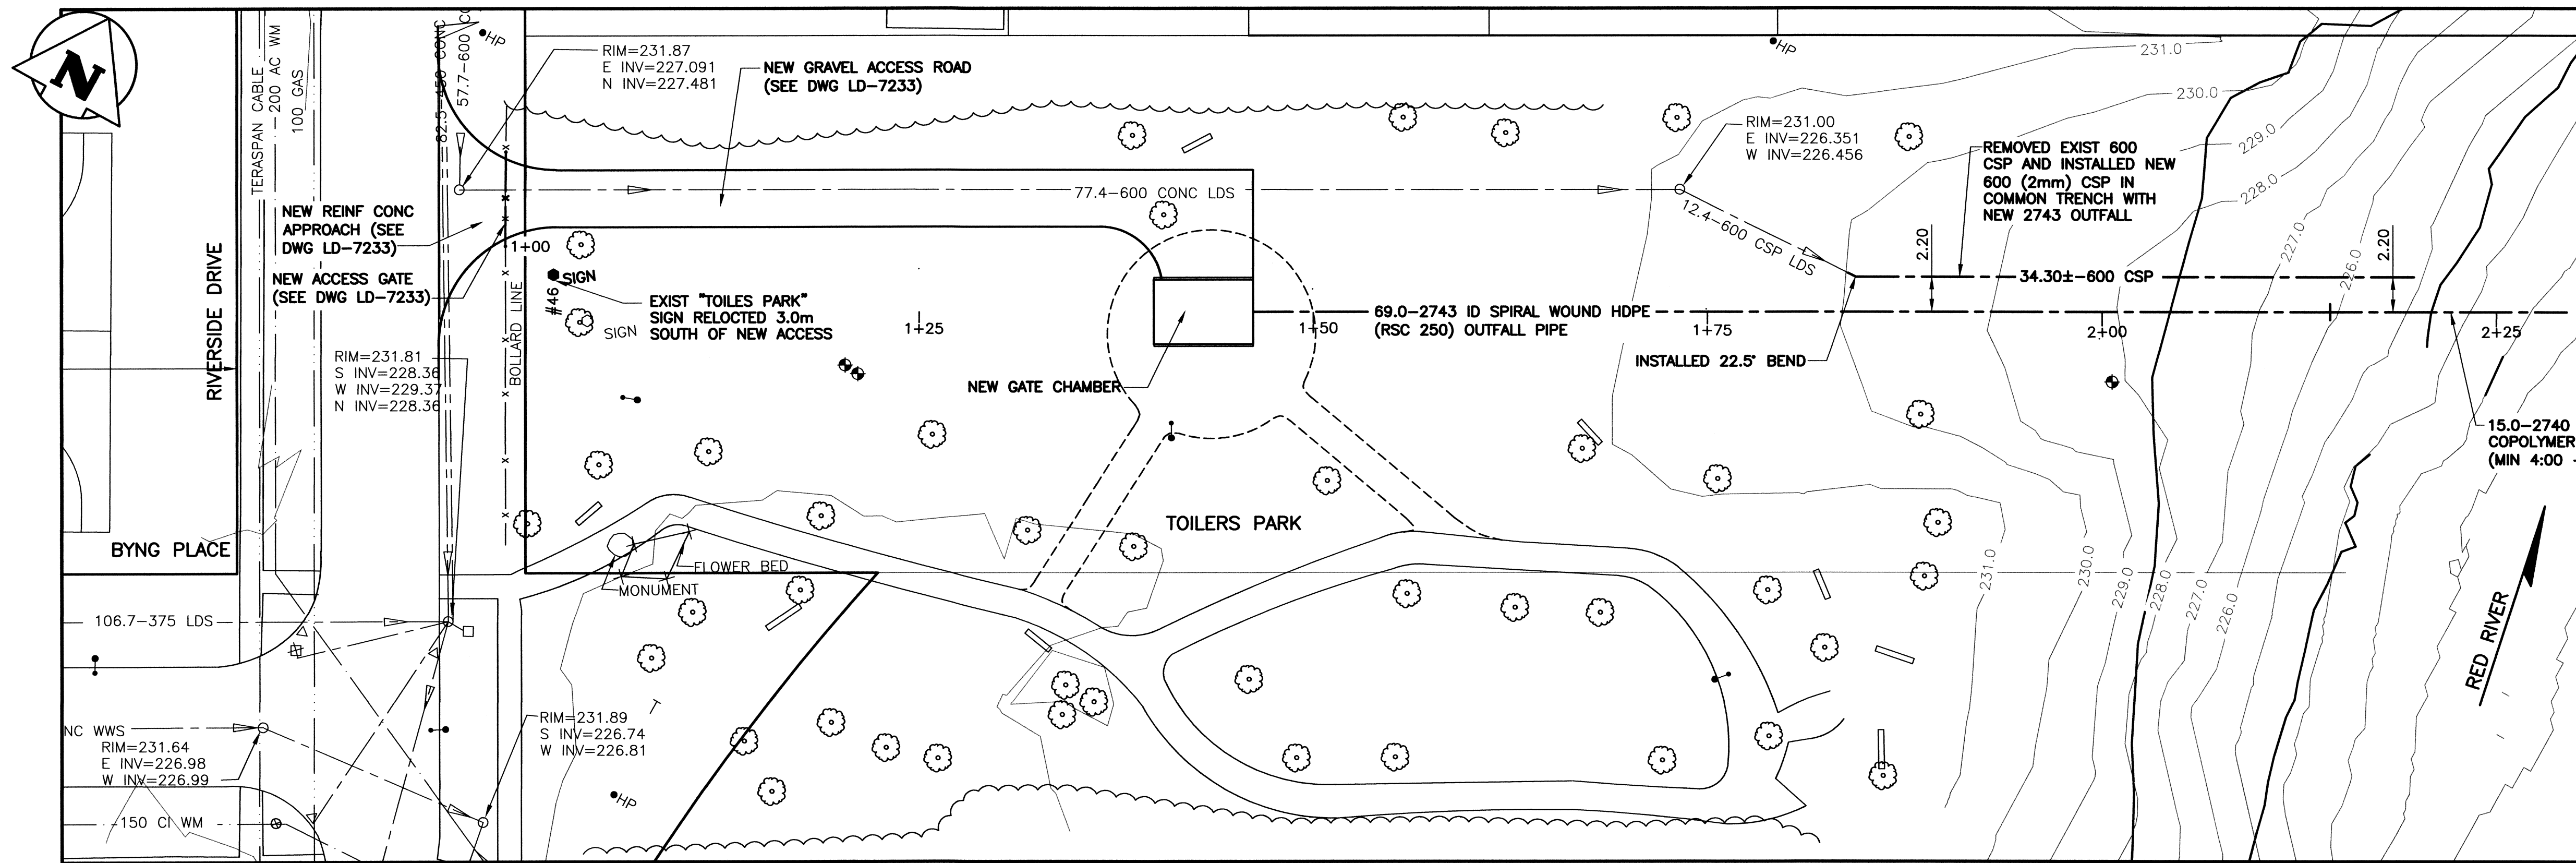 N
TERASPAN CABLE
200 AC WM
100 GAS
82.5-450 CONC
57.7-600
HP
RIM=231.87
E INV=227.091
N INV=227.481
NEW GRAVEL ACCESS ROAD
(SEE DWG LD-7233)
HP
231.0
230.0
229.0
228.0
227.0
226.0
RIM=231.00
E INV=226.351
W INV=226.456
REMOVED EXIST 600
CSP AND INSTALLED NEW
600 (2mm) CSP IN
COMMON TRENCH WITH
NEW 2743 OUTFALL
77.4-600 CONC LDS
12.4-600 CSP LDS
2.20
2.20
34.30±-600 CSP
NEW REINF CONC
APPROACH (SEE
DWG LD-7233)
NEW ACCESS GATE
(SEE DWG LD-7233)
RIVERSIDE DRIVE
1+00
SIGN
#46
SIGN
BOLLARD LINE
EXIST "TOILES PARK"
SIGN RELOCTED 3.0m
SOUTH OF NEW ACCESS
1+25
69.0-2743 ID SPIRAL WOUND HDPE
(RSC 250) OUTFALL PIPE
1+50
1+75
2+00
2+25
INSTALLED 22.5° BEND
NEW GATE CHAMBER
RIM=231.81
S INV=228.36
W INV=229.37
N INV=228.36
15.0-2740
COPOLYMER
(MIN 4:00
TOILERS PARK
BYNG PLACE
FLOWER BED
MONUMENT
231.0
230.0
229.0
228.0
227.0
226.0
RED RIVER
106.7-375 LDS
NC WWS
RIM=231.64
E INV=226.98
W INV=226.99
RIM=231.89
S INV=226.74
W INV=226.81
HP
150 CI WM